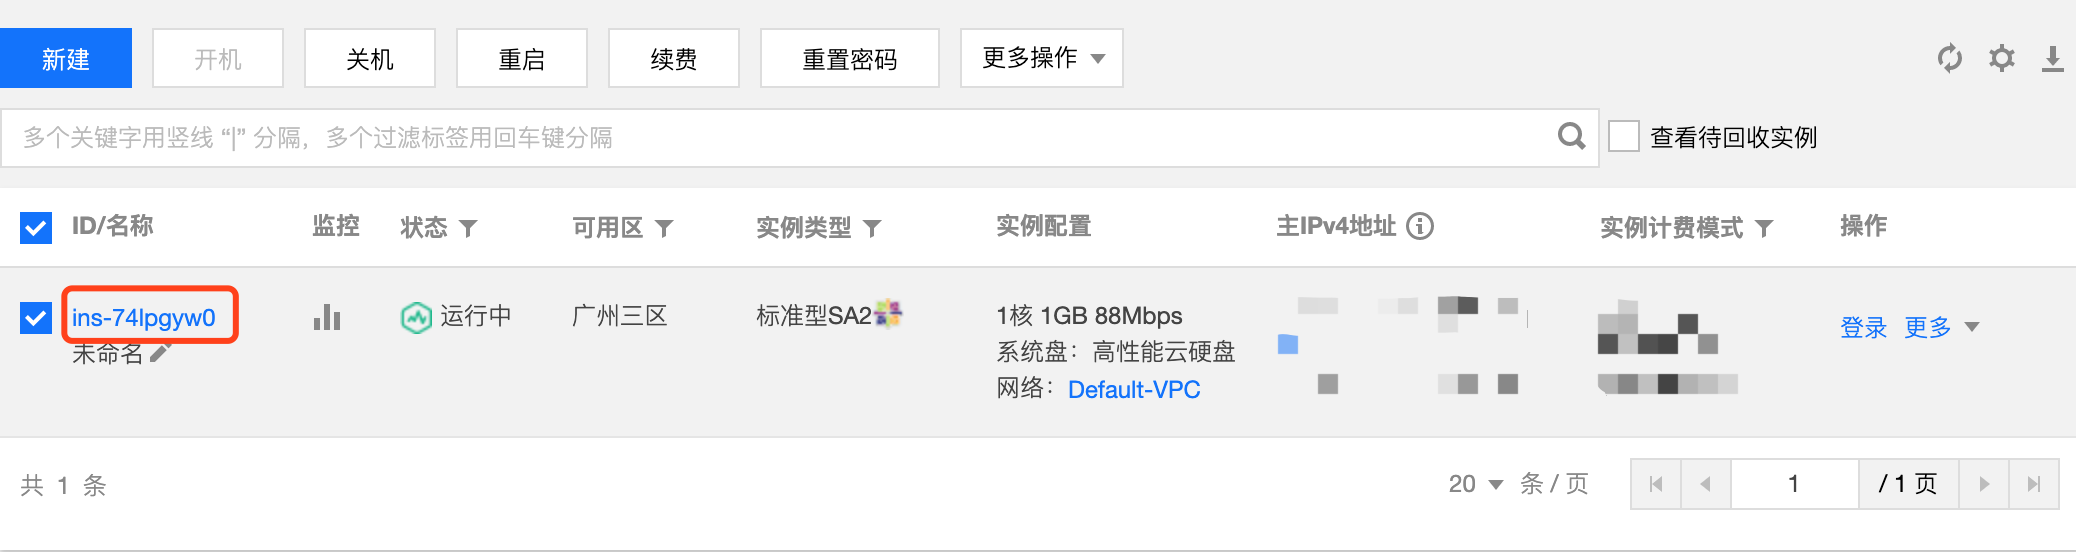 新建 开机 关机 重启 续费 重置密码 更多操作
多个关键字用竖线 “|” 分隔，多个过滤标签用回车键分隔 查看待回收实例
ID/名称 监控 状态 可用区 实例类型 实例配置 主IPv4地址 实例计费模式 操作
ins-74lpgyw0 运行中 广州三区 标准型SA2 1核 1GB 88Mbps 登录 更多
未命名 系统盘：高性能云硬盘
网络：Default-VPC
共 1 条 20 条 / 页 1 / 1 页